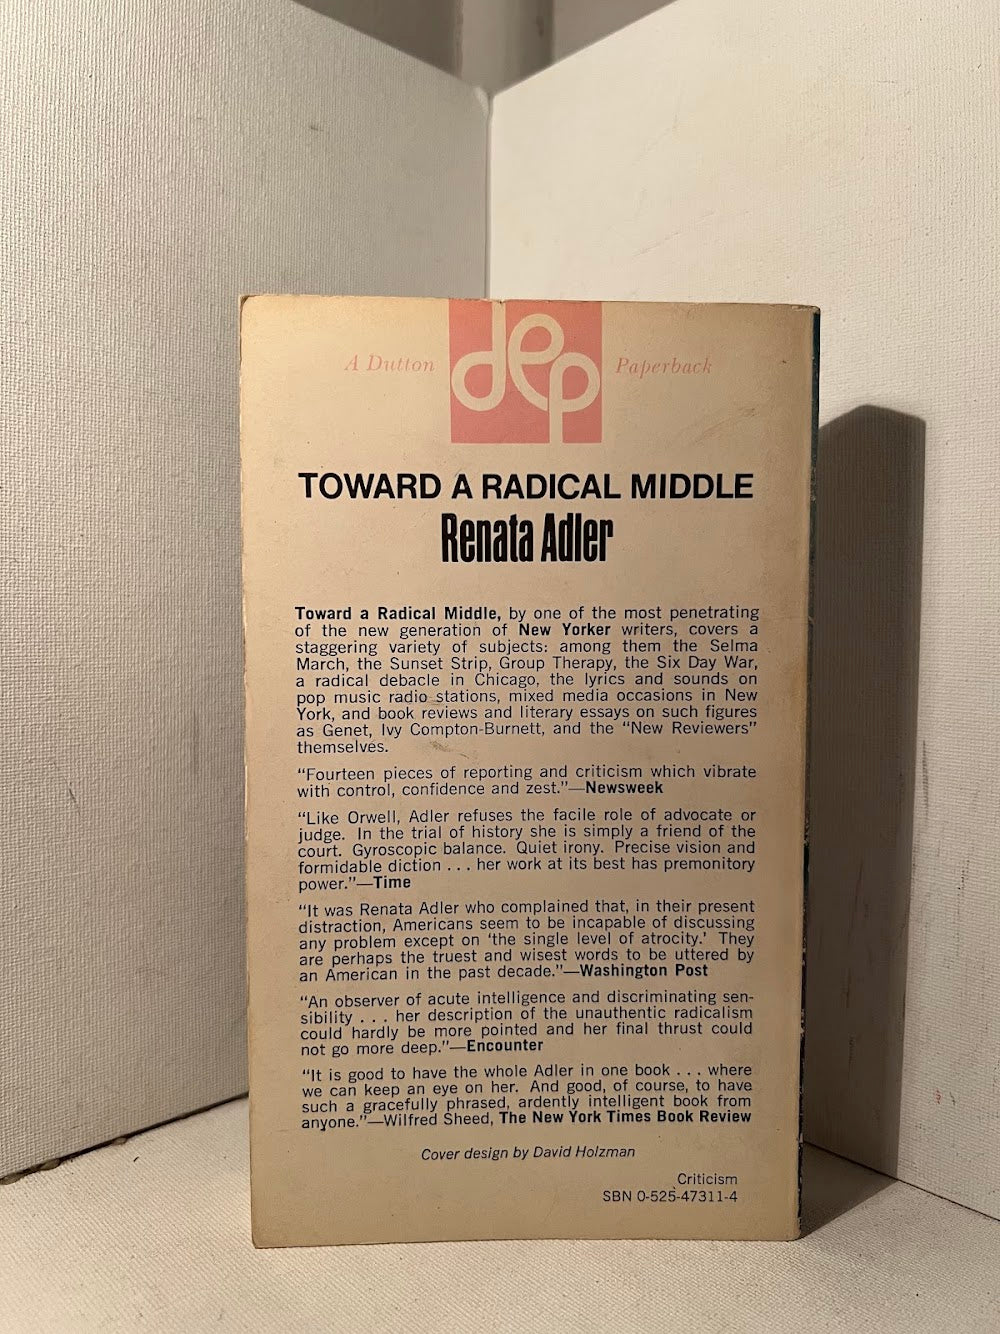 A Dutton dep Paperback
TOWARD A RADICAL MIDDLE
Renata Adler
Toward a Radical Middle, by one of the most penetrating
of the new generation of New Yorker writers, covers a
staggering variety of subjects: among them the Selma
March, the Sunset Strip, Group Therapy, the Six Day War,
a radical debacle in Chicago, the lyrics and sounds on
pop music radio stations, mixed media occasions in New
York, and book reviews and literary essays on such figures
as Genet, Ivy Compton-Burnett, and the “New Reviewers”
themselves.
“Fourteen pieces of reporting and criticism which vibrate
with control, confidence and zest.”—Newsweek
“Like Orwell, Adler refuses the facile role of advocate or
judge. In the trial of history she is simply a friend of the
court. Gyroscopic balance. Quiet irony. Precise vision and
formidable diction . . . her work at its best has premonitory
power.”—Time
“It was Renata Adler who complained that, in their present
distraction, Americans seem to be incapable of discussing
any problem except on ‘the single level of atrocity.’ They
are perhaps the truest and wisest words to be uttered by
an American in the past decade.”—Washington Post
“An observer of acute intelligence and discriminating sen-
sibility . . . her description of the unauthentic radicalism
could hardly be more pointed and her final thrust could
not go more deep.”—Encounter
“It is good to have the whole Adler in one book . . . where
we can keep an eye on her. And good, of course, to have
such a gracefully phrased, ardently intelligent book from
anyone.”—Wilfred Sheed, The New York Times Book Review
Cover design by David Holzman
Criticism
SBN 0-525-47311-4